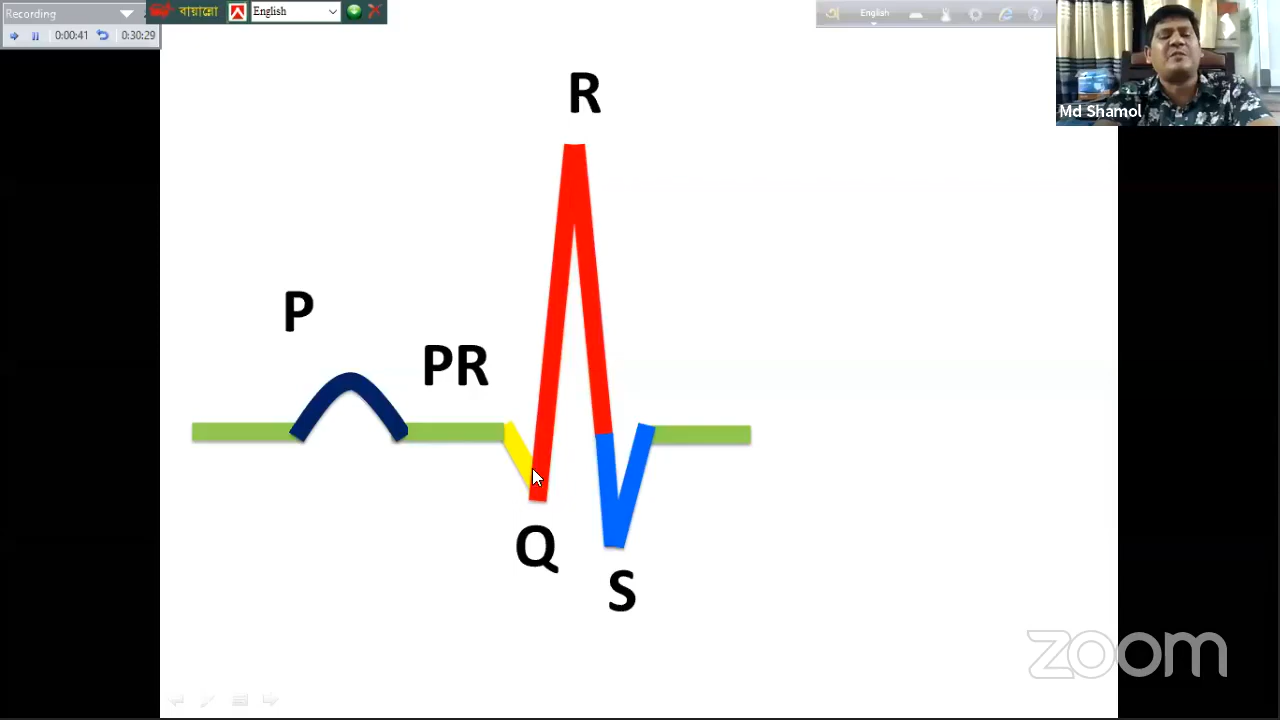 Recording
বায়ান্নো
English
English
0:00:41
0:30:29
Md Shamol
R
P
PR
Q
S
zoom